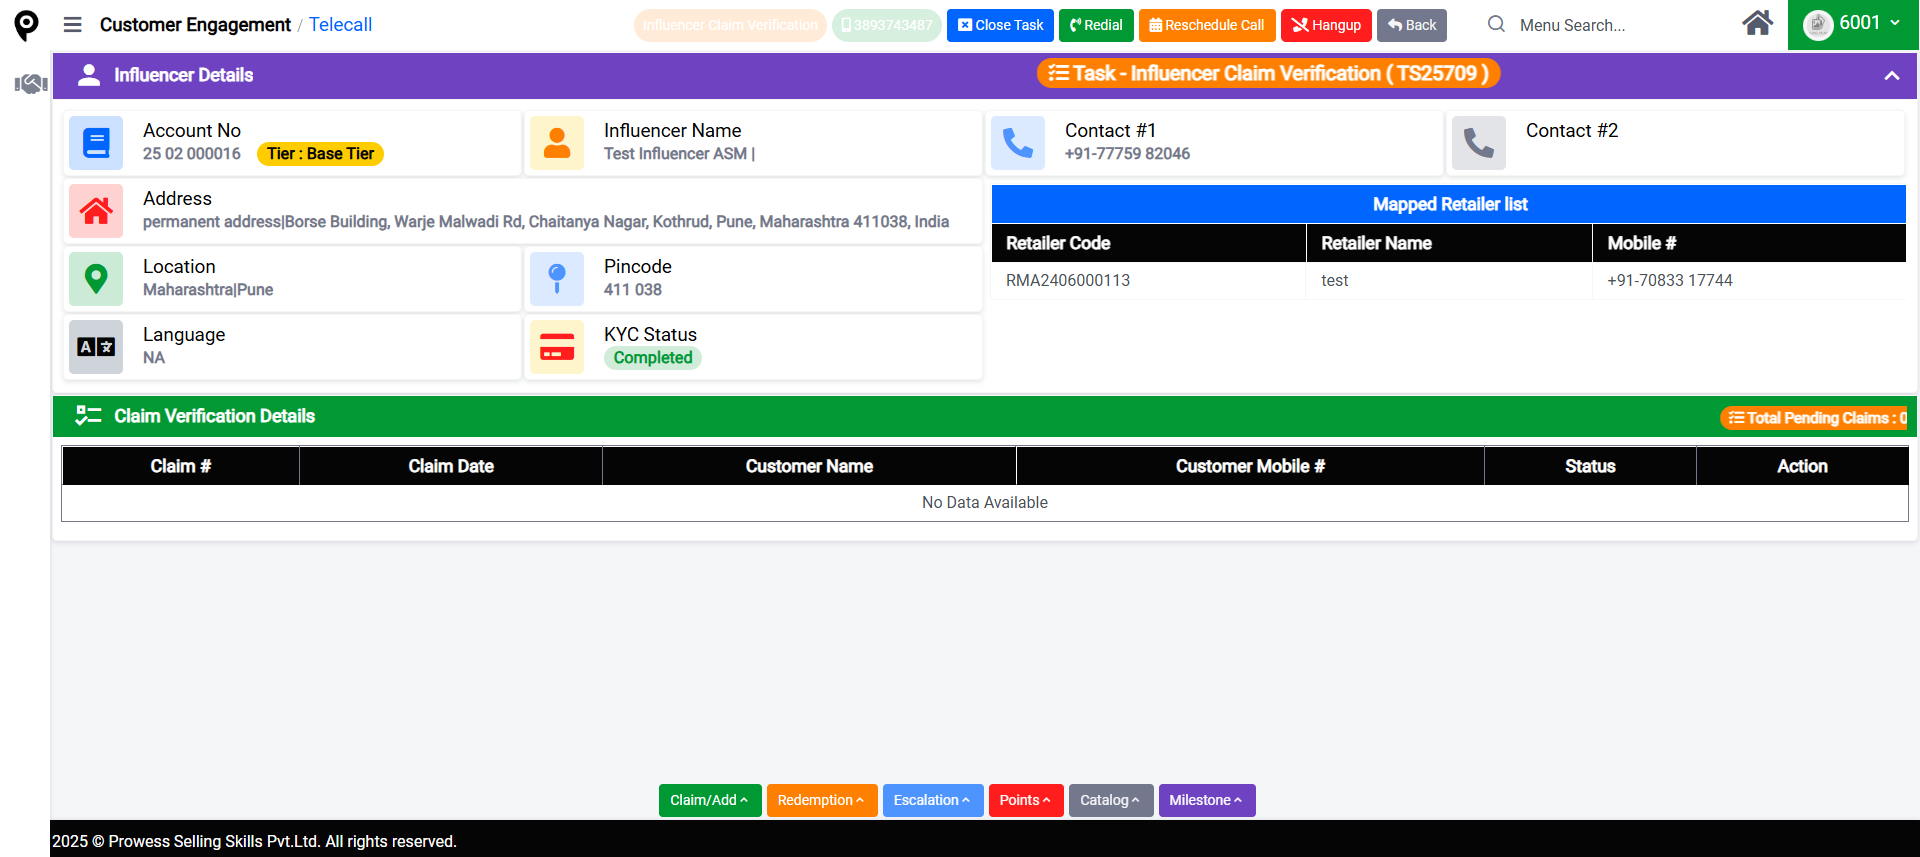 Customer Engagement / Telecall
Influencer Claim Verification
3893743487
Close Task
Redial
Reschedule Call
Hangup
Back
Menu Search...
6001
Influencer Details
Task - Influencer Claim Verification ( TS25709 )
Account No
25 02 000016
Tier : Base Tier
Influencer Name
Test Influencer ASM |
Contact #1
+91-77759 82046
Contact #2
Address
permanent address|Borse Building, Warje Malwadi Rd, Chaitanya Nagar, Kothrud, Pune, Maharashtra 411038, India
Location
Maharashtra|Pune
Pincode
411 038
Language
NA
KYC Status
Completed
Mapped Retailer list
Retailer Code Retailer Name Mobile #
RMA2406000113 test +91-70833 17744
Claim Verification Details
Total Pending Claims : 0
Claim # Claim Date Customer Name Customer Mobile # Status Action
No Data Available
Claim/Add
Redemption
Escalation
Points
Catalog
Milestone
2025 © Prowess Selling Skills Pvt.Ltd. All rights reserved.